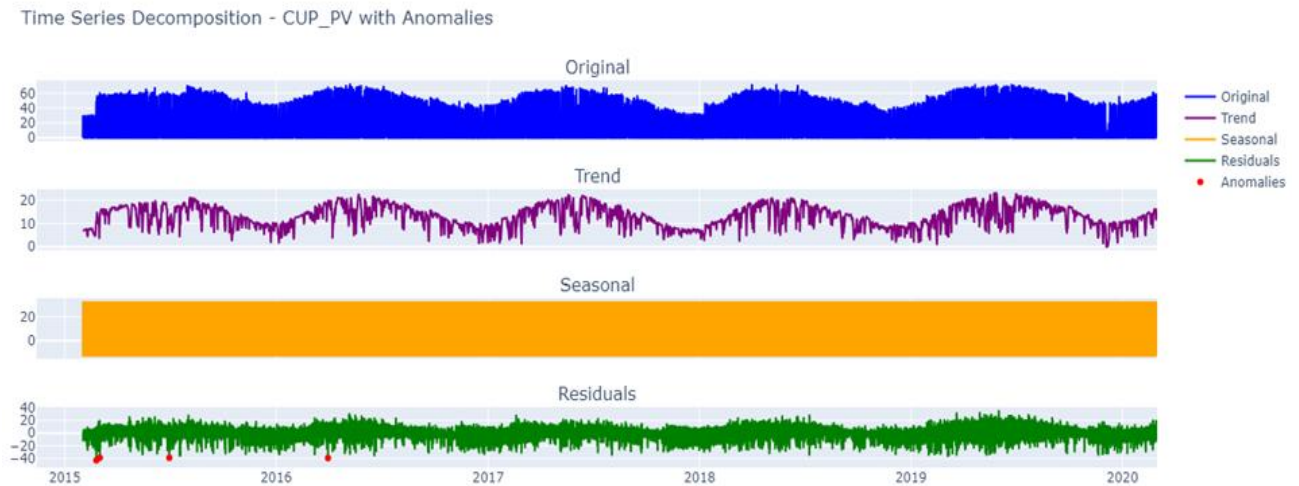 Time Series Decomposition - CUP_PV with Anomalies
Original
60
40
20
0
Original
Trend
Seasonal
Residuals
Anomalies
Trend
20
10
0
Seasonal
20
0
Residuals
40
20
0
−20
−40
2015 2016 2017 2018 2019 2020